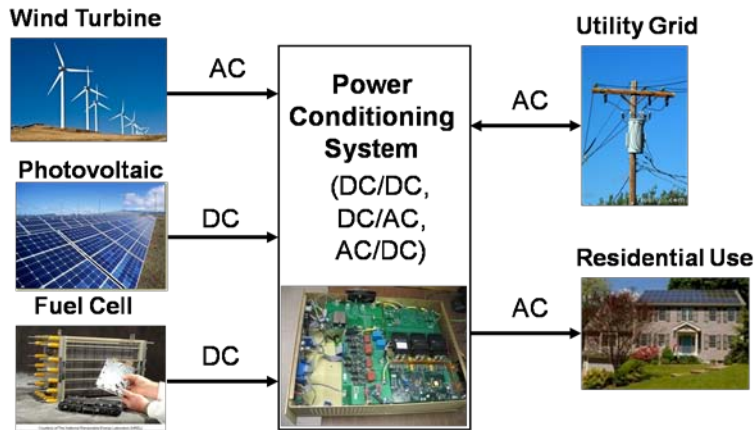 Wind Turbine
AC
Photovoltaic
DC
Fuel Cell
DC
Power
Conditioning
System
(DC/DC,
DC/AC,
AC/DC)
Utility Grid
AC
Residential Use
AC